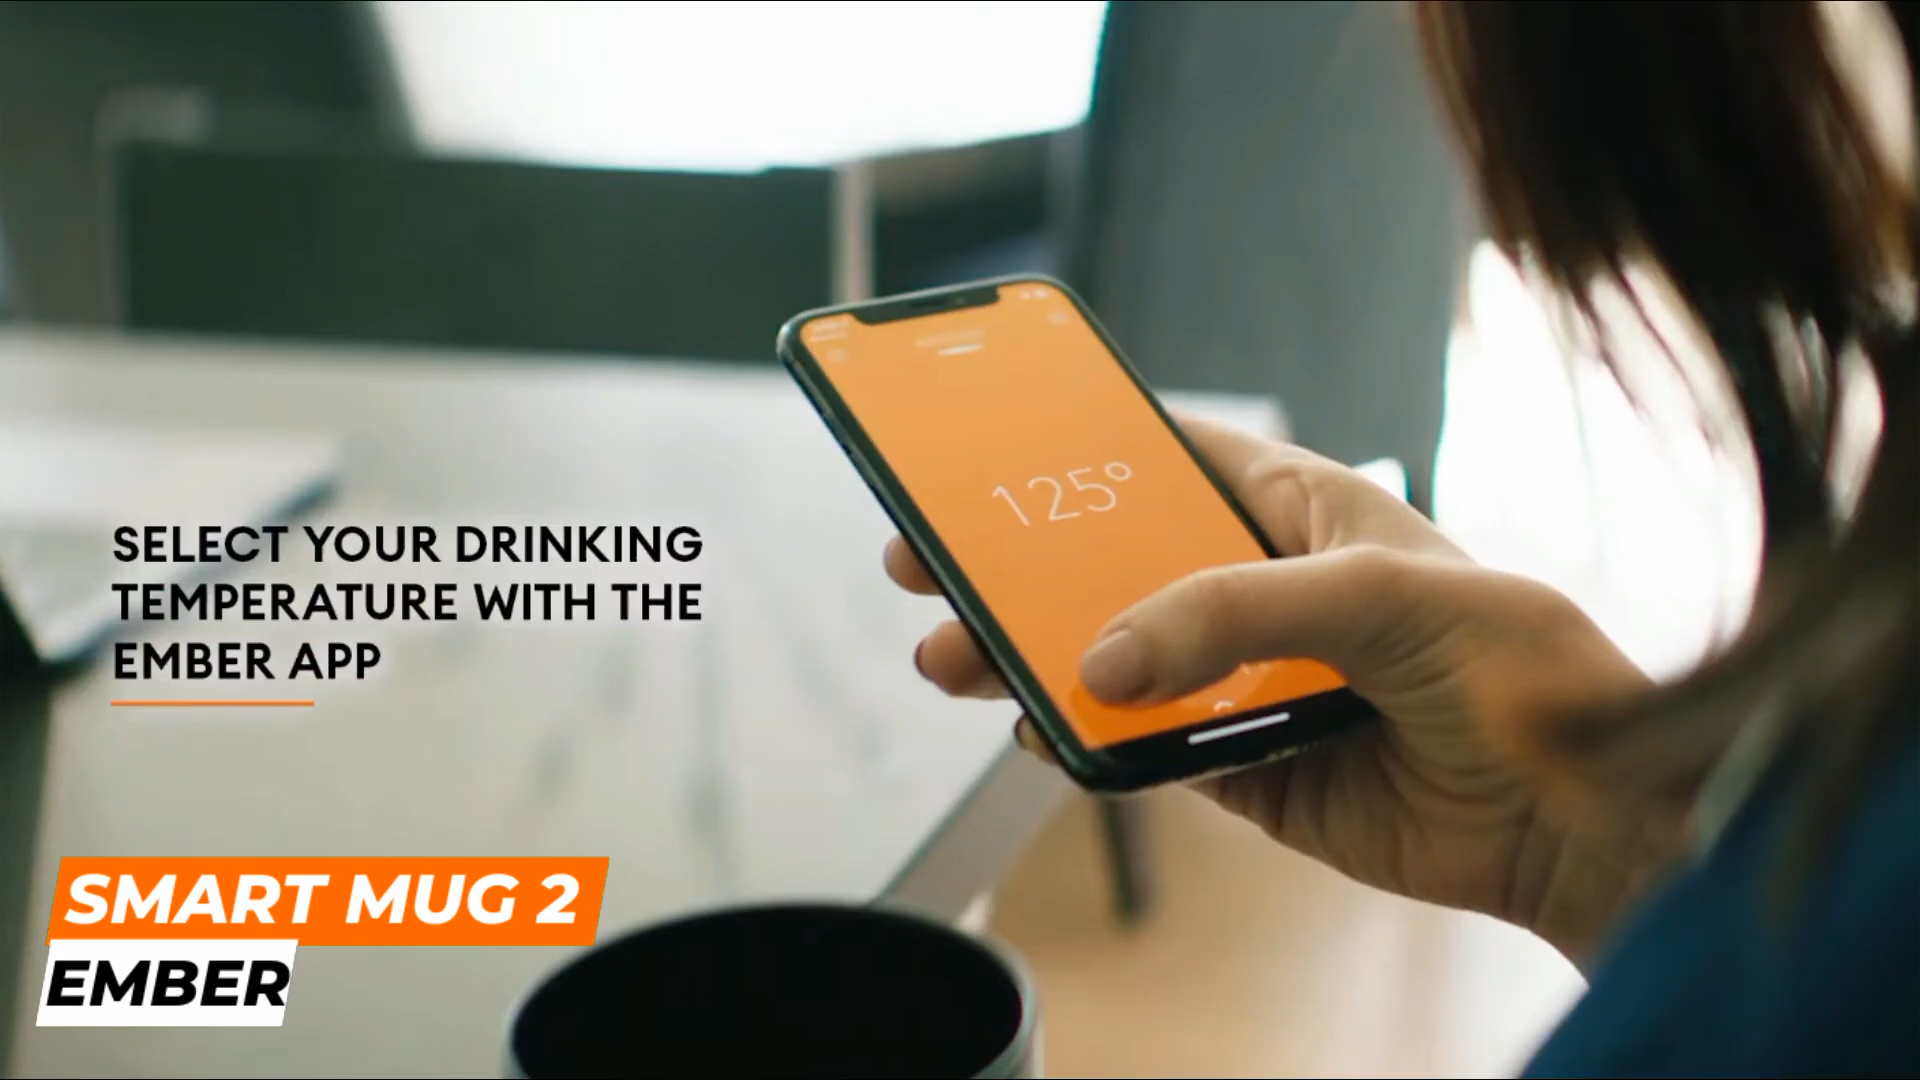 125°
SELECT YOUR DRINKING
TEMPERATURE WITH THE
EMBER APP
SMART MUG 2
EMBER